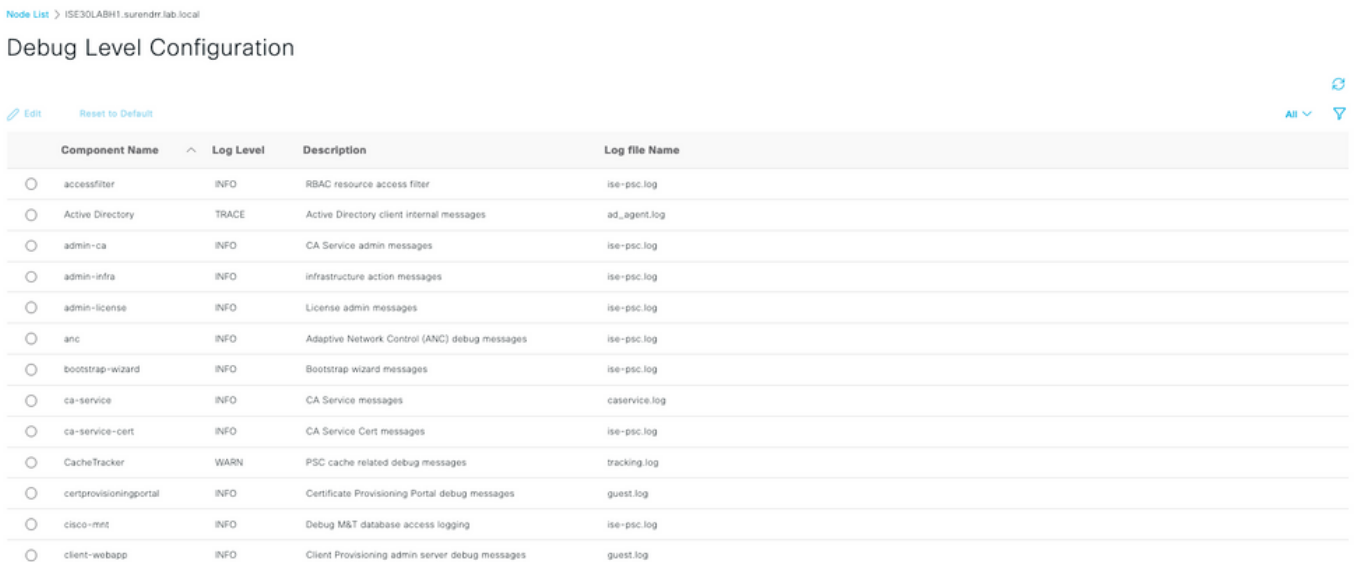 Node List > ISE30LABH1.surendrr.lab.local
Debug Level Configuration
Edit Reset to Default All
Component Name Log Level Description Log file Name
accessfilter INFO RBAC resource access filter ise-psc.log
Active Directory TRACE Active Directory client internal messages ad_agent.log
admin-ca INFO CA Service admin messages ise-psc.log
admin-infra INFO infrastructure action messages ise-psc.log
admin-license INFO License admin messages ise-psc.log
anc INFO Adaptive Network Control (ANC) debug messages ise-psc.log
bootstrap-wizard INFO Bootstrap wizard messages ise-psc.log
ca-service INFO CA Service messages caservice.log
ca-service-cert INFO CA Service Cert messages ise-psc.log
CacheTracker WARN PSC cache related debug messages tracking.log
certprovisioningportal INFO Certificate Provisioning Portal debug messages guest.log
cisco-mnt INFO Debug M&T database access logging ise-psc.log
client-webapp INFO Client Provisioning admin server debug messages guest.log